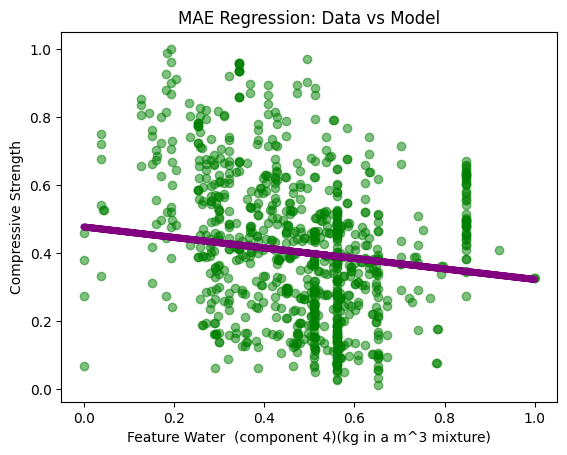 MAE Regression: Data vs Model
1.0
0.8
0.6
0.4
0.2
0.0
Compressive Strength
0.0 0.2 0.4 0.6 0.8 1.0
Feature Water  (component 4)(kg in a m^3 mixture)